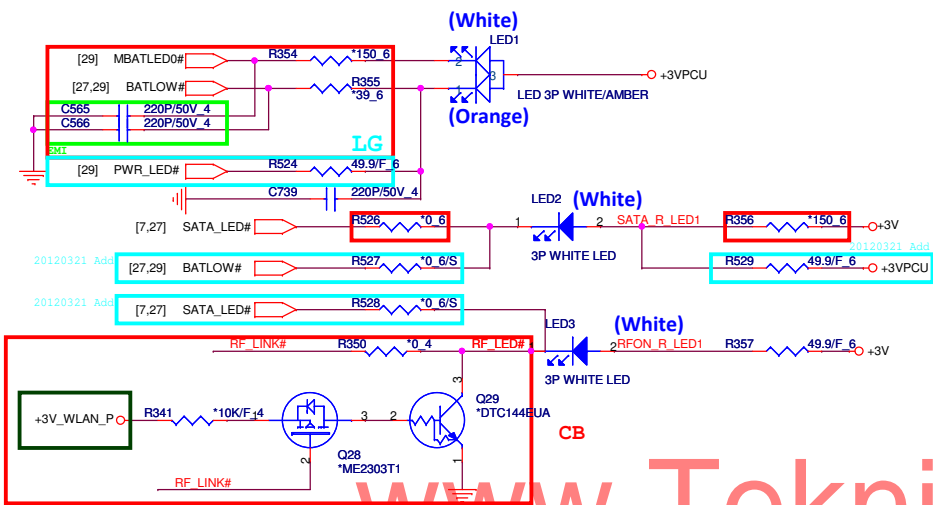 (White)
LED1
[29] MBATLED0# R354 *150_6 2
3 +3VPCU
[27,29] BATLOW# R355 1
*39_6
LED 3P WHITE/AMBER
(Orange)
C565 220P/50V_4
C566 220P/50V_4
EMI
LG
[29] PWR_LED# R524 49.9/F_6
C739 220P/50V_4
LED2 (White)
[7,27] SATA_LED# R526 *0_6 1 2 SATA_R_LED1 R356 *150_6 +3V
3P WHITE LED
20120321 Add
20120321 Add [27,29] BATLOW# R527 *0_6/S R529 49.9/F_6 +3VPCU
20120321 Add [7,27] SATA_LED# R528 *0_6/S
LED3 (White)
RF_LINK# R350 *0_4 RF_LED# 2 RFON_R_LED1 R357 49.9/F_6 +3V
3P WHITE LED
3
Q29
*DTC144EUA
+3V_WLAN_P R341 *10K/F_4 1 3 2
CB
Q28
*ME2303T1
2 1
RF_LINK#
www.Tekni